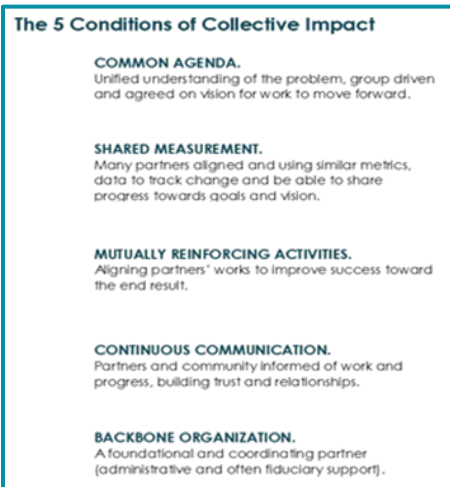 The 5 Conditions of Collective Impact
COMMON AGENDA.
Unified understanding of the problem, group driven
and agreed on vision for work to move forward.
SHARED MEASUREMENT.
Many partners aligned and using similar metrics,
data to track change and be able to share
progress towards goals and vision.
MUTUALLY REINFORCING ACTIVITIES.
Aligning partners' works to improve success toward
the end result.
CONTINUOUS COMMUNICATION.
Partners and community informed of work and
progress, building trust and relationships.
BACKBONE ORGANIZATION.
A foundational and coordinating partner
(administrative and often fiduciary support).